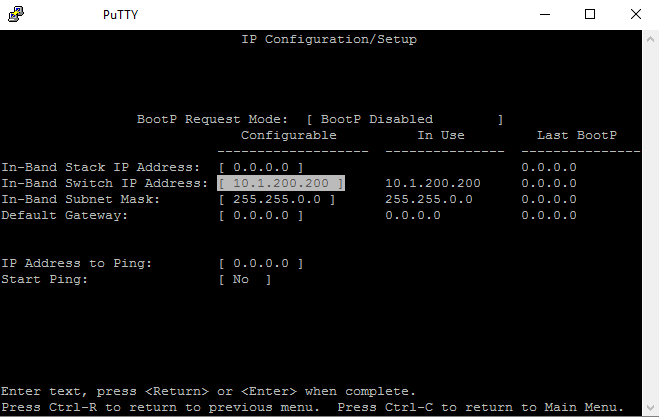 PuTTY
IP Configuration/Setup
BootP Request Mode: [ BootP Disabled ]
Configurable In Use Last BootP
------------------- --------------- ---------------
In-Band Stack IP Address: [ 0.0.0.0 ] 0.0.0.0
In-Band Switch IP Address: [ 10.1.200.200 ] 10.1.200.200 0.0.0.0
In-Band Subnet Mask: [ 255.255.0.0 ] 255.255.0.0 0.0.0.0
Default Gateway: [ 0.0.0.0 ] 0.0.0.0 0.0.0.0
IP Address to Ping: [ 0.0.0.0 ]
Start Ping: [ No ]
Enter text, press <Return> or <Enter> when complete.
Press Ctrl-R to return to previous menu. Press Ctrl-C to return to Main Menu.